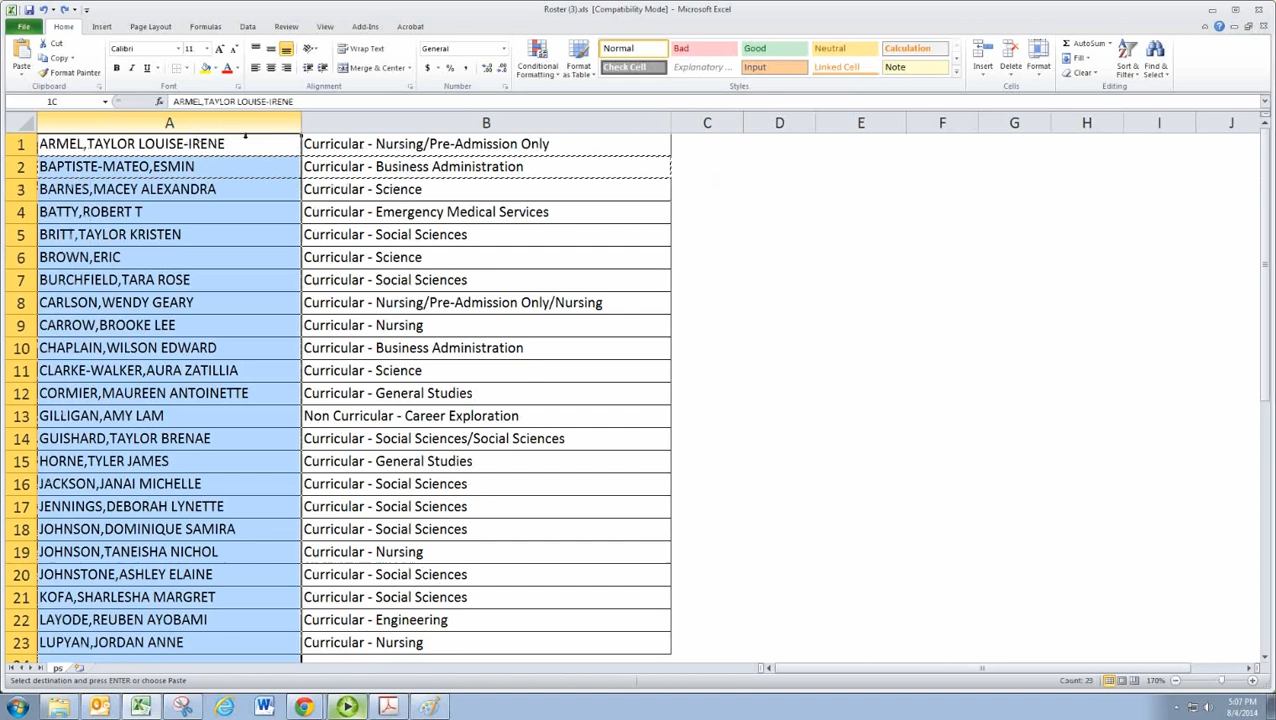 Roster (3).xls [Compatibility Mode] - Microsoft Excel
File Home Insert Page Layout Formulas Data Review View Add-Ins Acrobat
Cut
Copy
Format Painter
Paste
Clipboard
Calibri 11
B I U
Font
Wrap Text
Merge & Center
Alignment
General
$ % ,
Number
Conditional Formatting
Format as Table
Normal Bad Good Neutral Calculation
Check Cell Explanatory ... Input Linked Cell Note
Styles
Insert Delete Format
Cells
AutoSum
Fill
Clear
Sort & Filter
Find & Select
Editing
1C fx ARMEL,TAYLOR LOUISE-IRENE
A B C D E F G H I J
1 ARMEL,TAYLOR LOUISE-IRENE Curricular - Nursing/Pre-Admission Only
2 BAPTISTE-MATEO,ESMIN Curricular - Business Administration
3 BARNES,MACEY ALEXANDRA Curricular - Science
4 BATTY,ROBERT T Curricular - Emergency Medical Services
5 BRITT,TAYLOR KRISTEN Curricular - Social Sciences
6 BROWN,ERIC Curricular - Science
7 BURCHFIELD,TARA ROSE Curricular - Social Sciences
8 CARLSON,WENDY GEARY Curricular - Nursing/Pre-Admission Only/Nursing
9 CARROW,BROOKE LEE Curricular - Nursing
10 CHAPLAIN,WILSON EDWARD Curricular - Business Administration
11 CLARKE-WALKER,AURA ZATILLIA Curricular - Science
12 CORMIER,MAUREEN ANTOINETTE Curricular - General Studies
13 GILLIGAN,AMY LAM Non Curricular - Career Exploration
14 GUISHARD,TAYLOR BRENAE Curricular - Social Sciences/Social Sciences
15 HORNE,TYLER JAMES Curricular - General Studies
16 JACKSON,JANAI MICHELLE Curricular - Social Sciences
17 JENNINGS,DEBORAH LYNETTE Curricular - Social Sciences
18 JOHNSON,DOMINIQUE SAMIRA Curricular - Social Sciences
19 JOHNSON,TANEISHA NICHOL Curricular - Nursing
20 JOHNSTONE,ASHLEY ELAINE Curricular - Social Sciences
21 KOFA,SHARLESHA MARGRET Curricular - Social Sciences
22 LAYODE,REUBEN AYOBAMI Curricular - Engineering
23 LUPYAN,JORDAN ANNE Curricular - Nursing
24
ps
Select destination and press ENTER or choose Paste Count: 29 170%
5:07 PM
8/4/2014